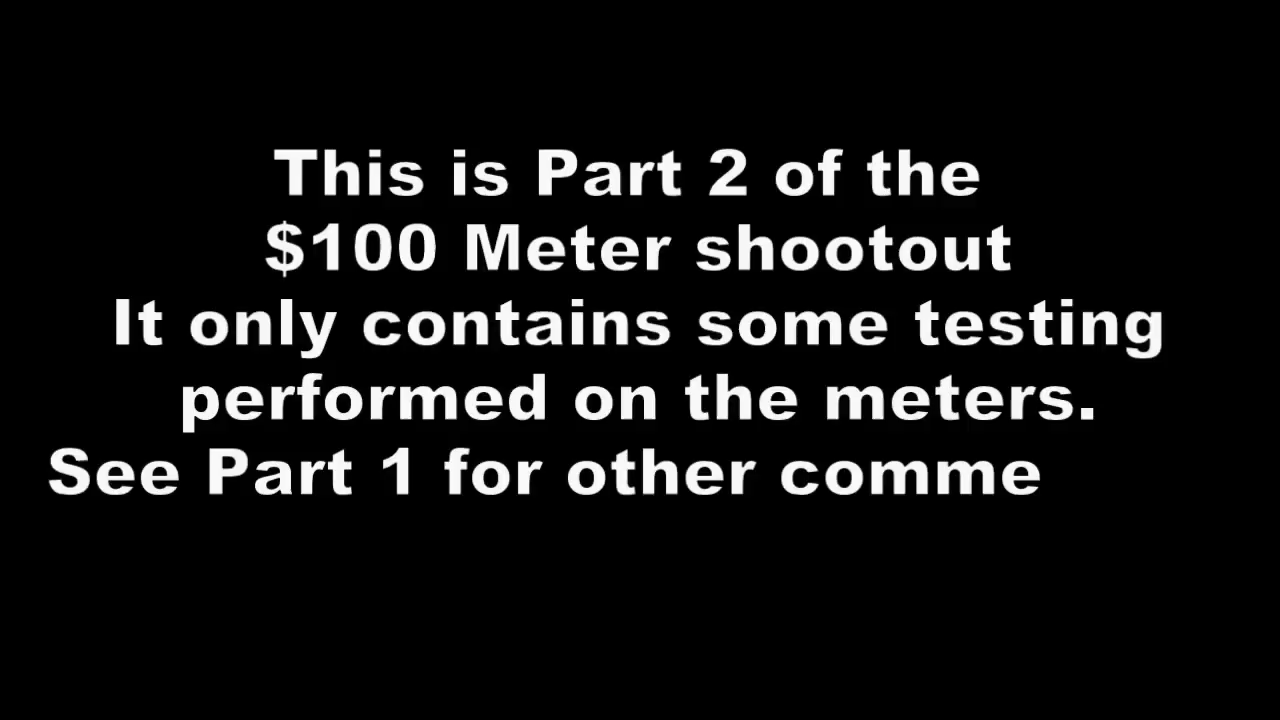 This is Part 2 of the
$100 Meter shootout
It only contains some testing
performed on the meters.
See Part 1 for other comme